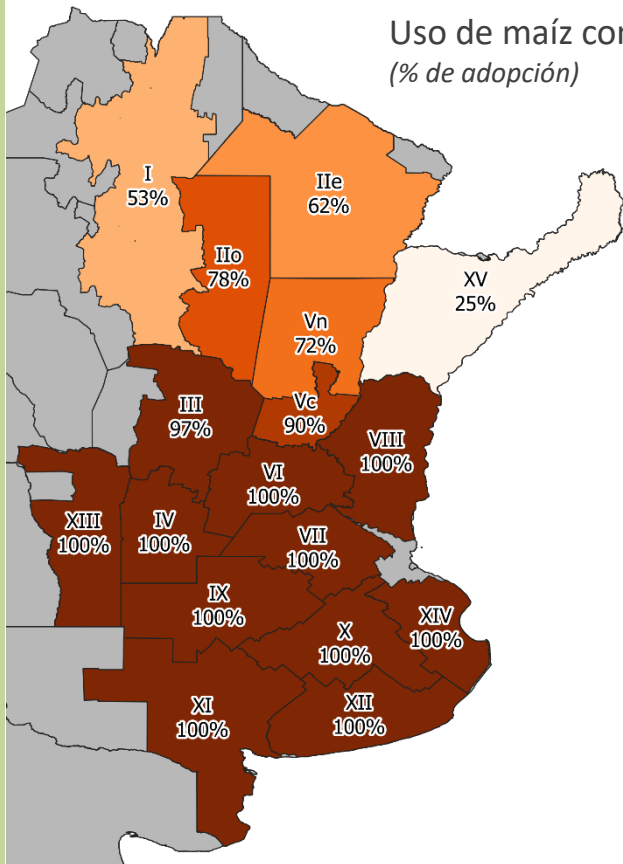 Uso de maíz con
(% de adopción)
I
53%
IIe
62%
IIo
78%
XV
25%
Vn
72%
III
97%
Vc
90%
VIII
100%
VI
100%
XIII
100%
IV
100%
VII
100%
IX
100%
XIV
100%
X
100%
XI
100%
XII
100%